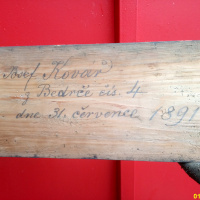 Josef Kovář
z Bedrče čís. 4
dne 31. července 1891